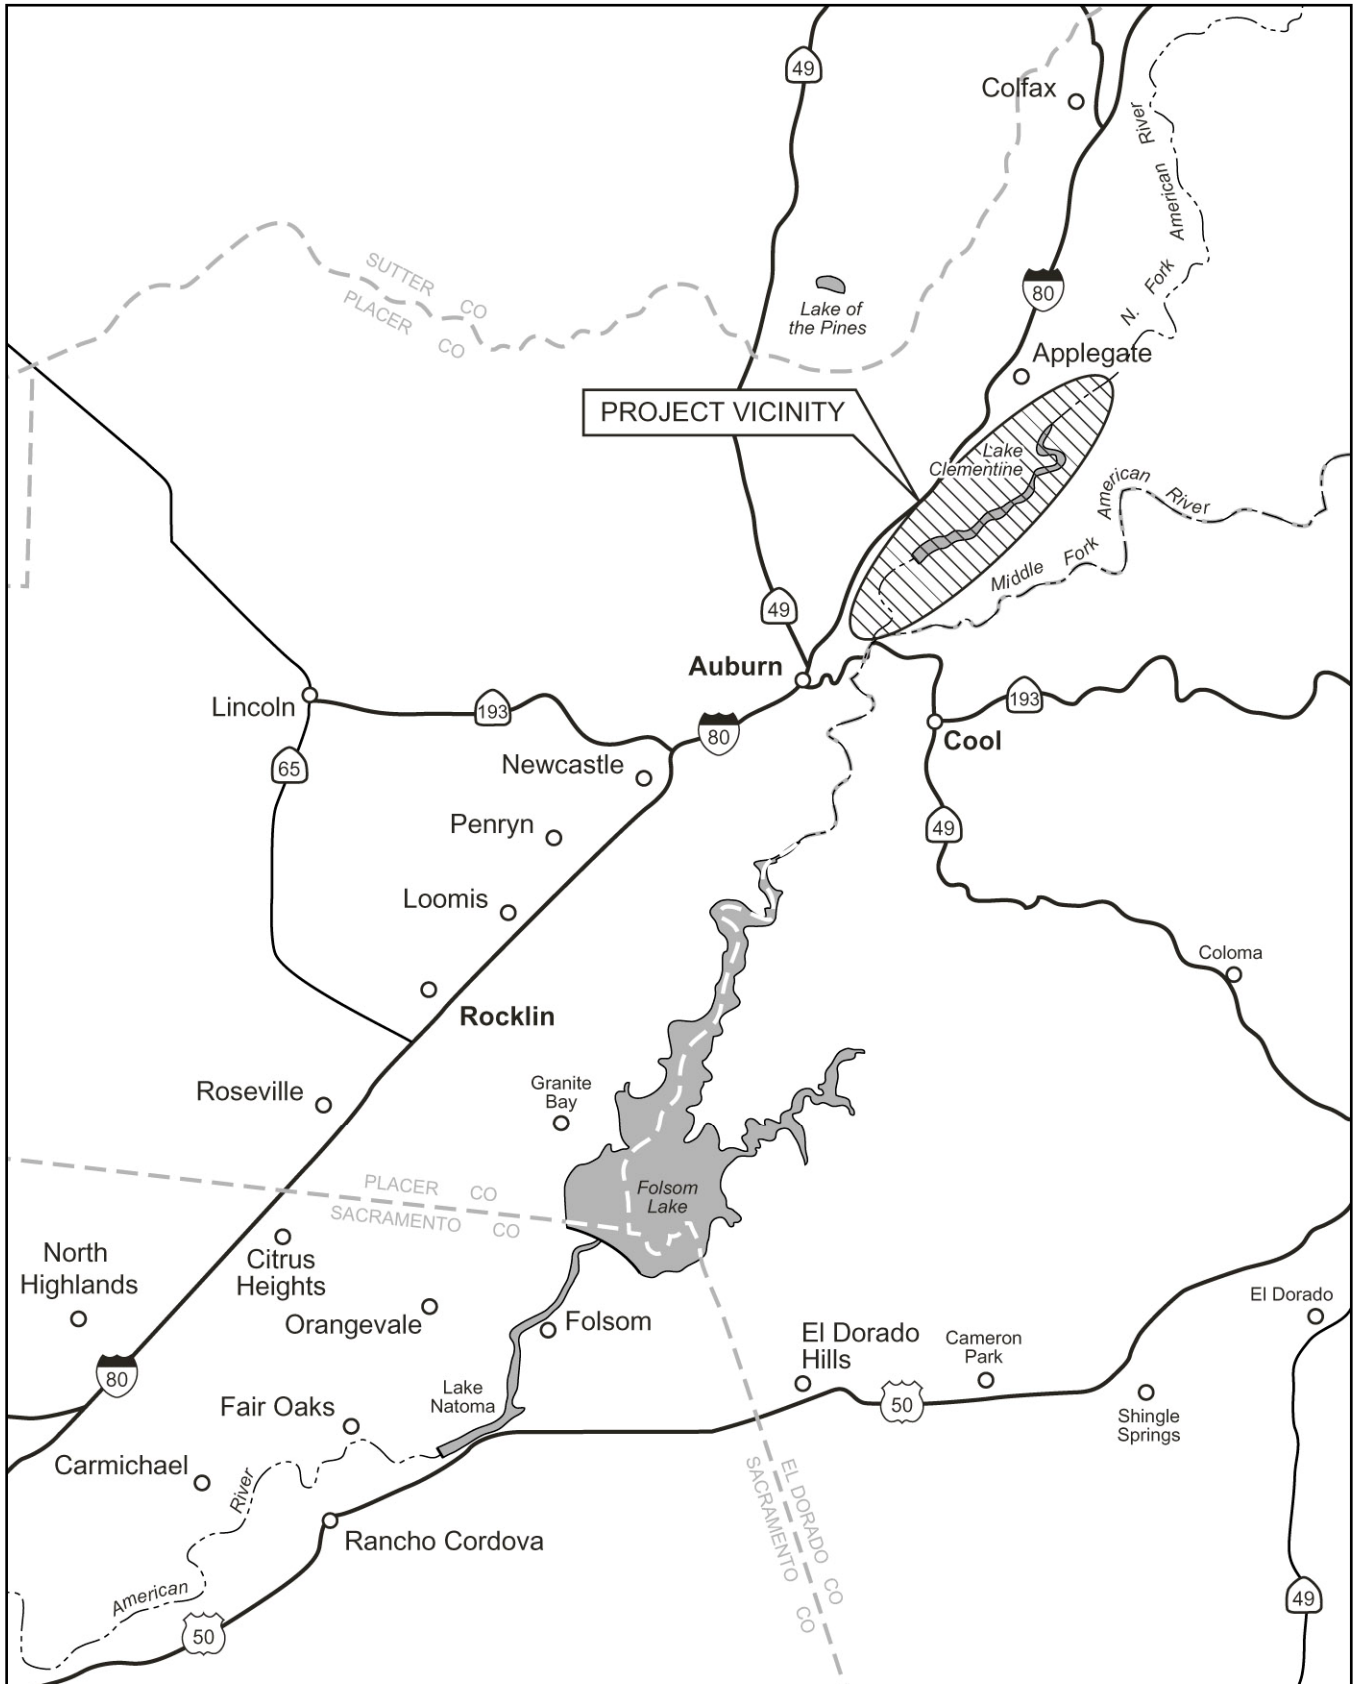 49
Colfax
N. Fork American River
SUTTER CO
PLACER CO
80
Lake of
the Pines
Applegate
PROJECT VICINITY
Lake
Clementine
American River
Middle Fork
49
Auburn
Lincoln
193
193
80
Cool
65
Newcastle
Penryn
49
Loomis
Coloma
Rocklin
Roseville
Granite
Bay
PLACER CO
SACRAMENTO CO
Folsom
Lake
North
Highlands
Citrus
Heights
Orangevale
Folsom
El Dorado
El Dorado
Hills
Cameron
Park
80
Lake
Natoma
50
Fair Oaks
Shingle
Springs
Carmichael
EL DORADO CO
SACRAMENTO CO
Rancho Cordova
American River
49
50